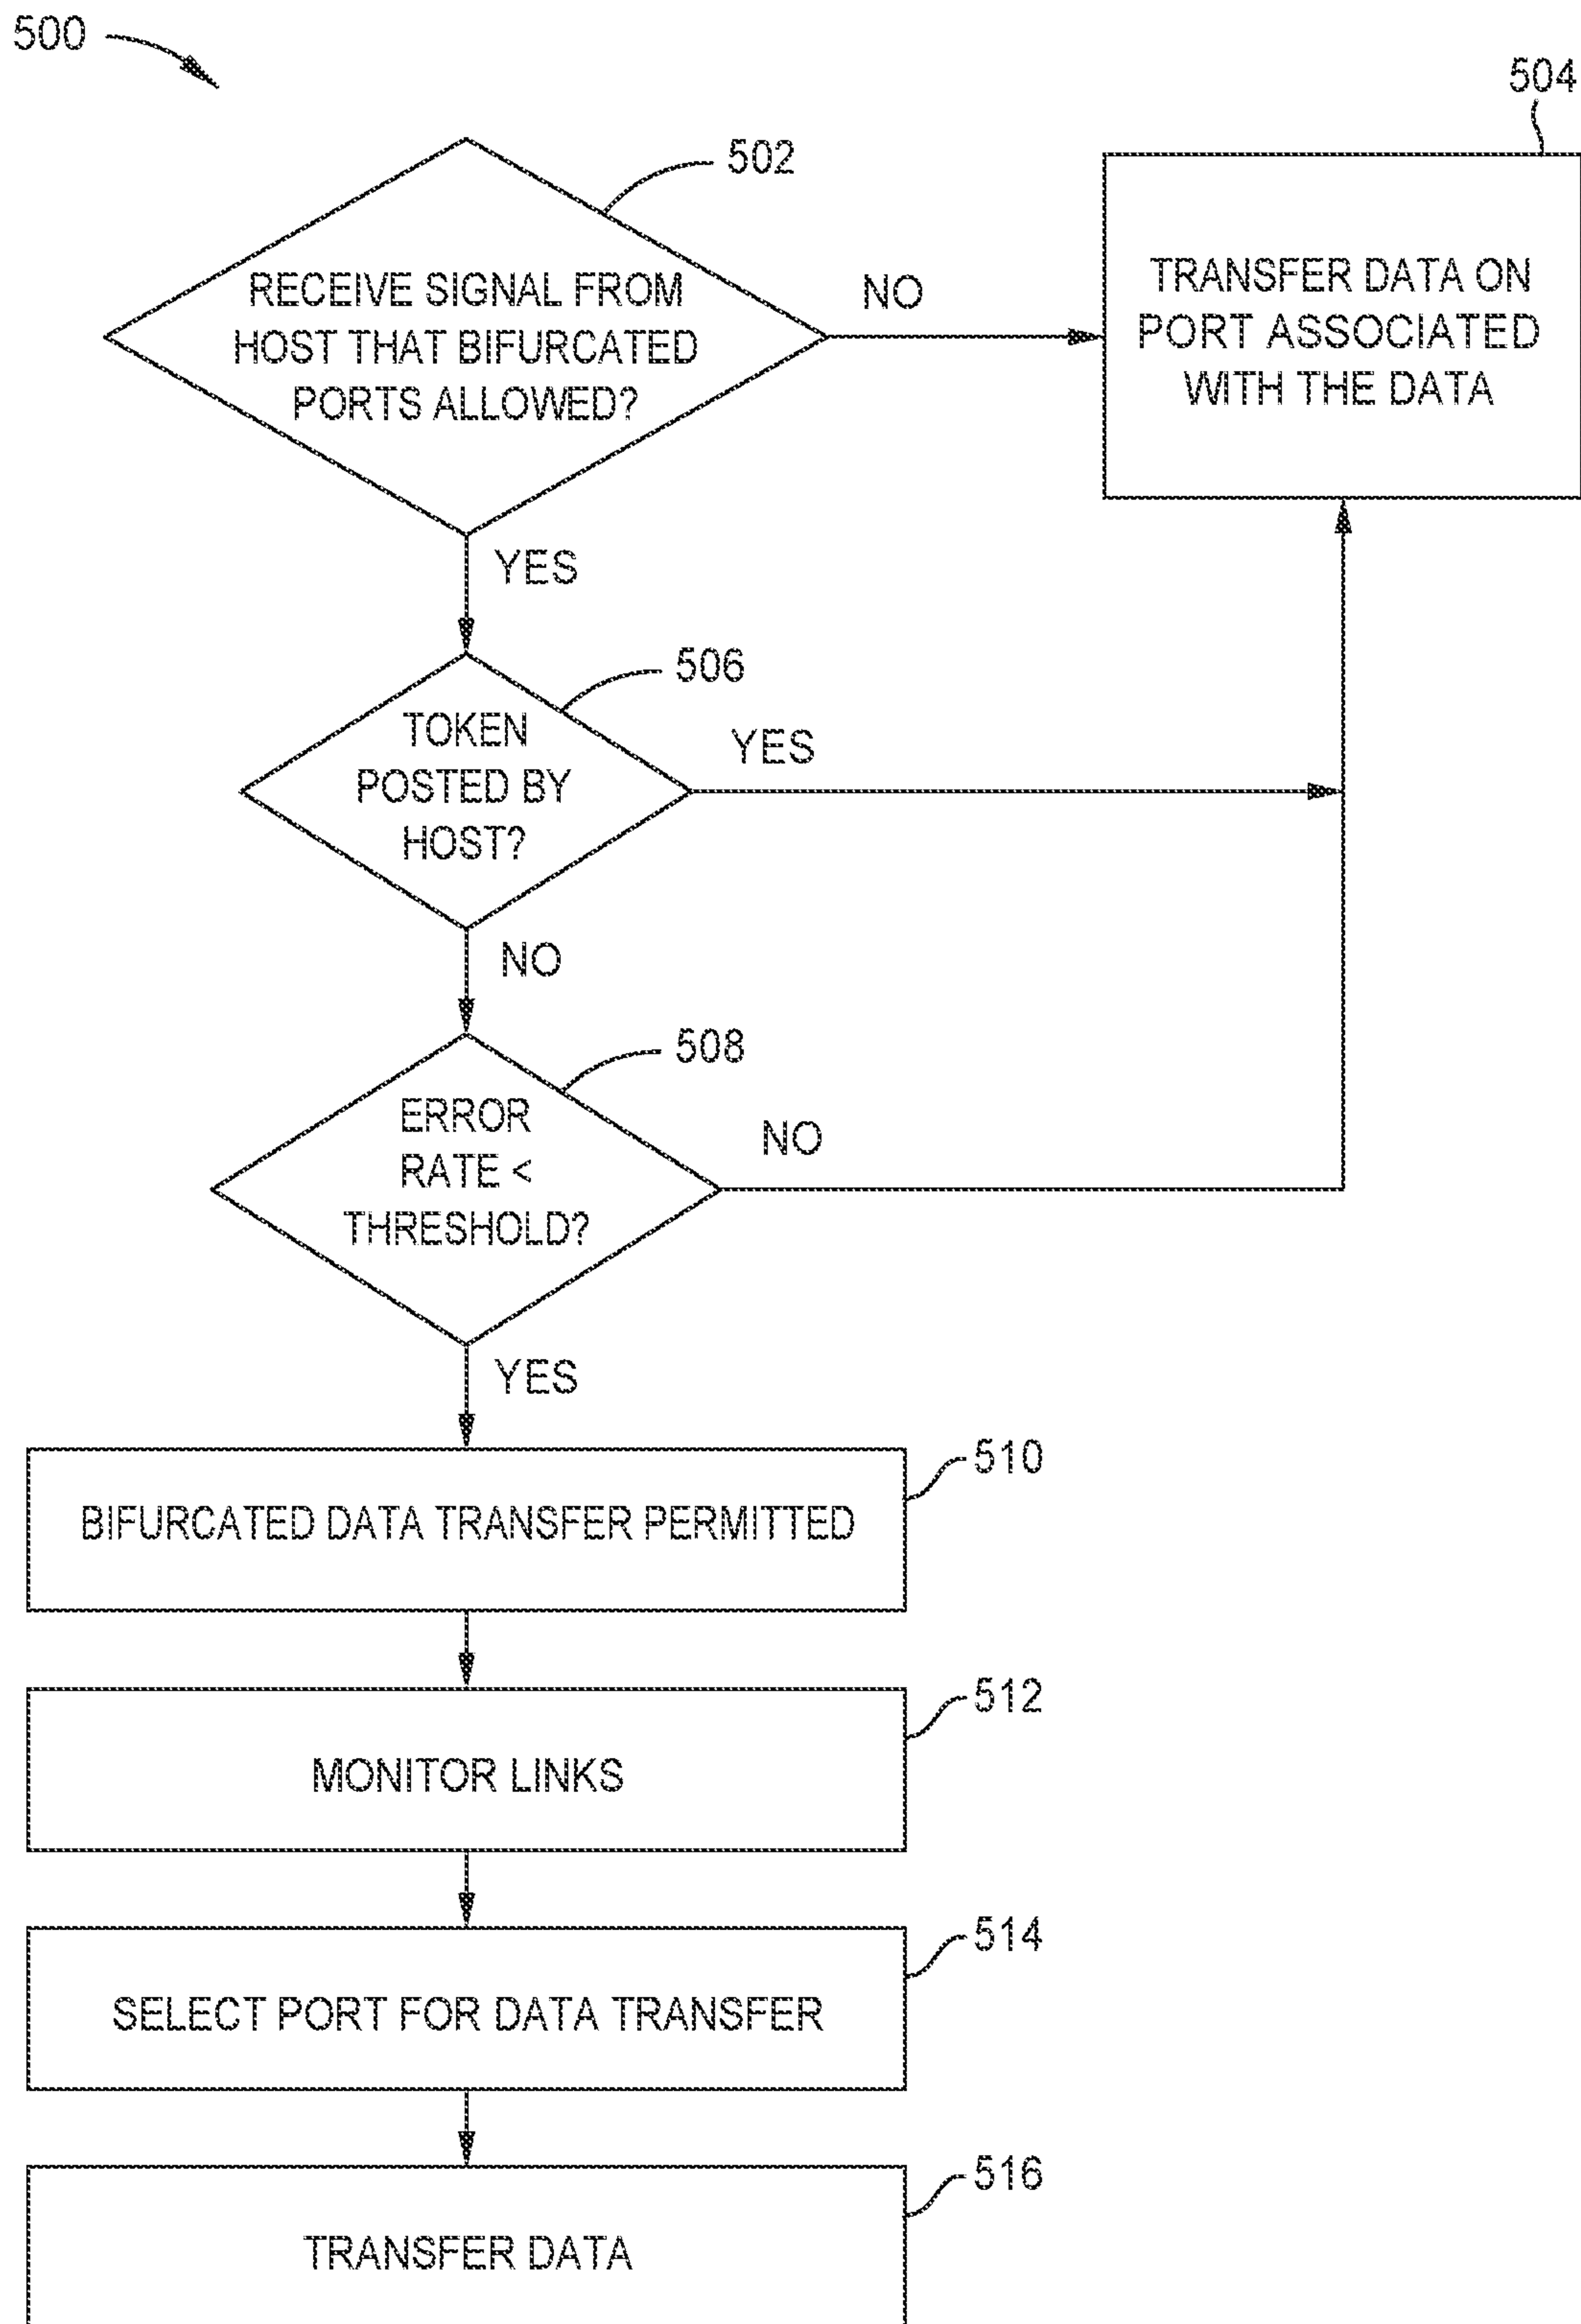 500
504
502
RECEIVE SIGNAL FROM
HOST THAT BIFURCATED
PORTS ALLOWED?
NO
TRANSFER DATA ON
PORT ASSOCIATED
WITH THE DATA
YES
506
TOKEN
POSTED BY
HOST?
YES
NO
508
ERROR
RATE <
THRESHOLD?
NO
YES
510
BIFURCATED DATA TRANSFER PERMITTED
512
MONITOR LINKS
514
SELECT PORT FOR DATA TRANSFER
516
TRANSFER DATA